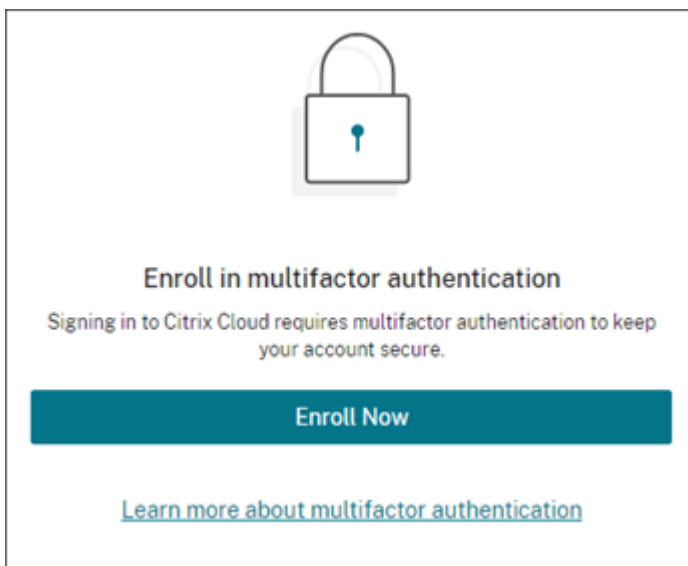 Enroll in multifactor authentication
Signing in to Citrix Cloud requires multifactor authentication to keep
your account secure.
Enroll Now
Learn more about multifactor authentication